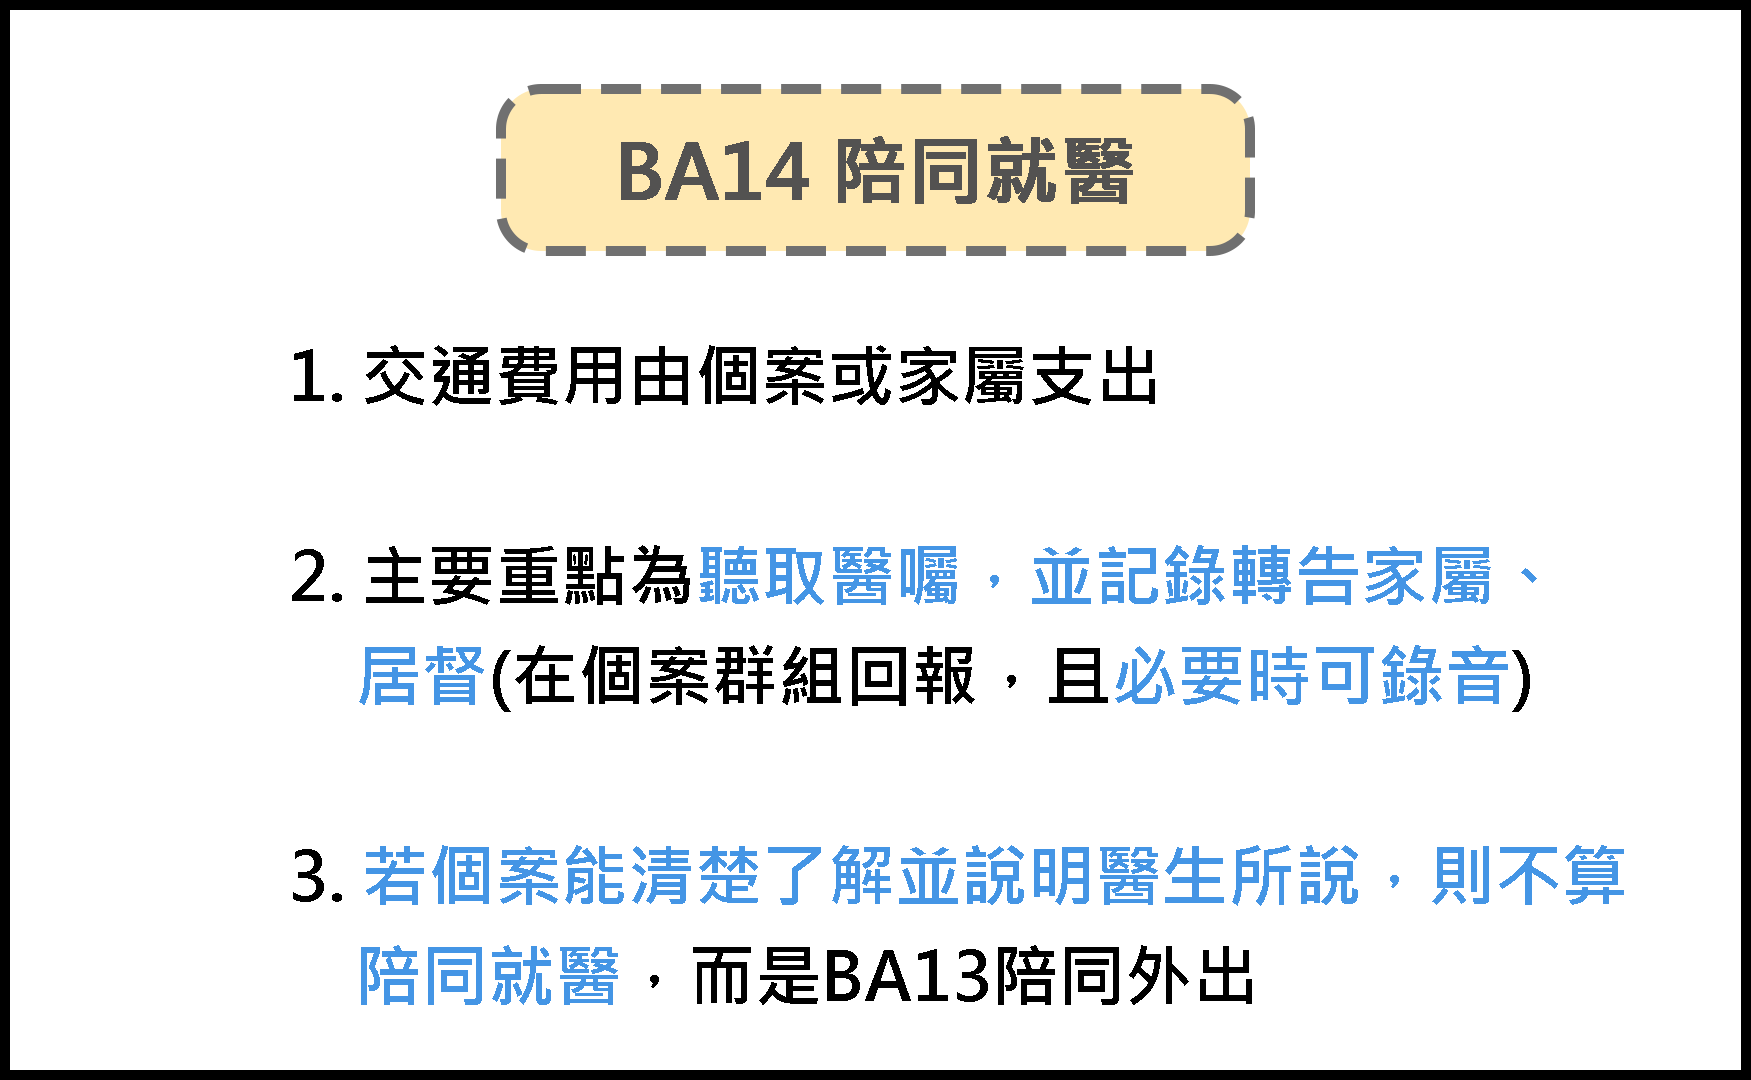 BA14 陪同就醫
1. 交通費用由個案或家屬支出
2. 主要重點為聽取醫囑，並記錄轉告家屬、
居督(在個案群組回報，且必要時可錄音)
3. 若個案能清楚了解並說明醫生所說，則不算
陪同就醫，而是BA13陪同外出